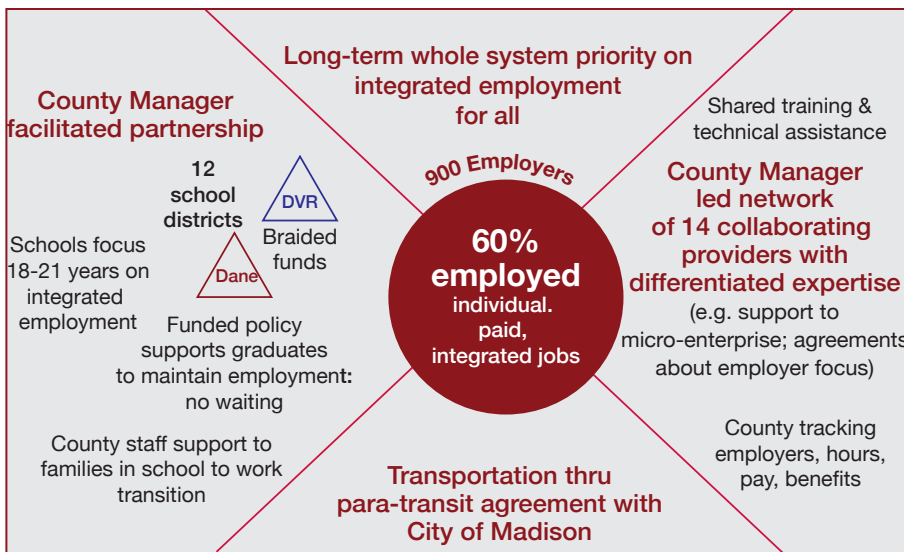 Long-term whole system priority on
integrated employment
for all
County Manager
facilitated partnership
12
school
districts
DVR
Braided
funds
Schools focus
18-21 years on
integrated
employment
Dane
Funded policy
supports graduates
to maintain employment:
no waiting
County staff support to
families in school to work
transition
900 Employers
60%
employed
individual.
paid,
integrated jobs
Shared training &
technical assistance
County Manager
led network
of 14 collaborating
providers with
differentiated expertise
(e.g. support to
micro-enterprise; agreements
about employer focus)
County tracking
employers, hours,
pay, benefits
Transportation thru
para-transit agreement with
City of Madison